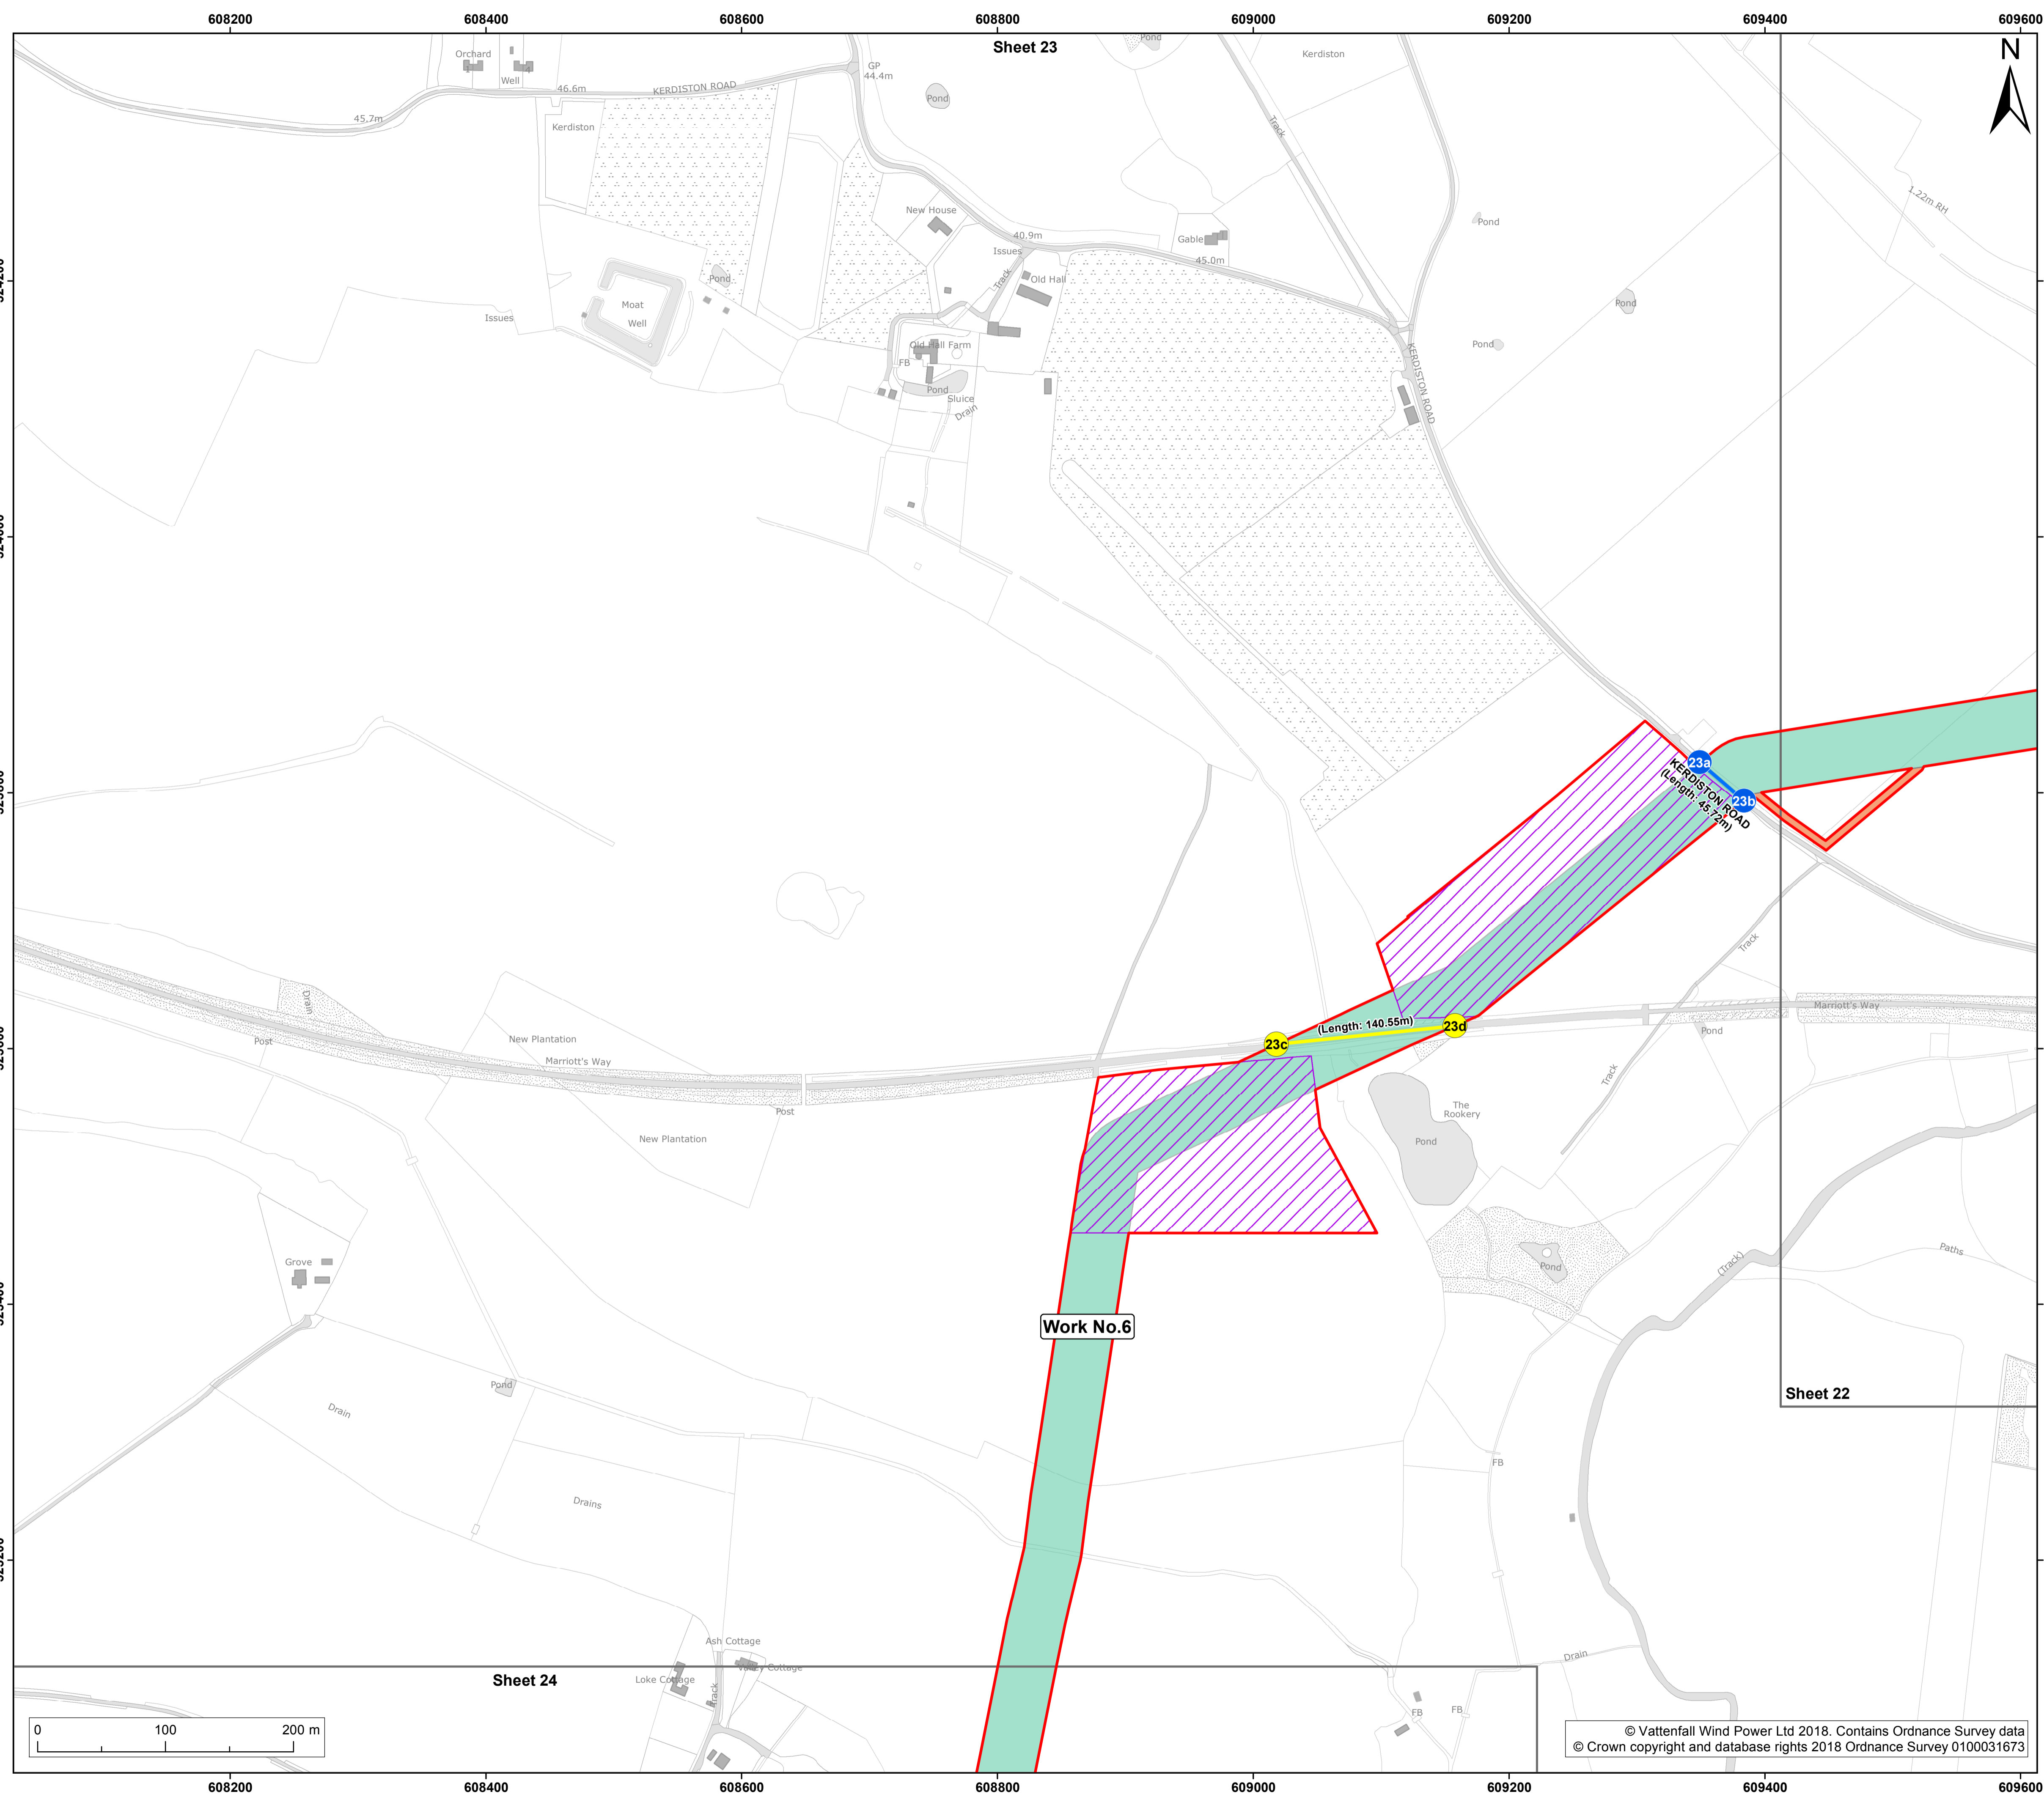 608200 608400 608600 608800 609000 609200 609400 609600
Sheet 23
N
Orchard
1
4
Well
GP
44.4m
46.6m
KERDISTON ROAD
45.7m
Kerdiston
Pond
Pond
Kerdiston
Track
1.22m RH
New House
40.9m
Issues
Gable
45.0m
Pond
Track
Old Hall
Pond
Moat
Well
Issues
Pond
Pond
KERDISTON ROAD
Old Hall Farm
FB
Pond
Sluice
Drain
23a
KERDISTON ROAD
(Length: 45.72m)
23b
Track
Drain
Marriott's Way
Pond
(Length: 140.55m)
23d
23c
New Plantation
Post
Marriott's Way
Track
Post
New Plantation
The
Rookery
Pond
Grove
(Track)
Paths
Pond
Work No.6
Pond
Sheet 22
Drain
FB
Drains
Ash Cottage
Valley Cottage
Loke Cottage
Track
Drain
Sheet 24
FB
FB
0 100 200 m
© Vattenfall Wind Power Ltd 2018. Contains Ordnance Survey data
© Crown copyright and database rights 2018 Ordnance Survey 0100031673
608200 608400 608600 608800 609000 609200 609400 609600